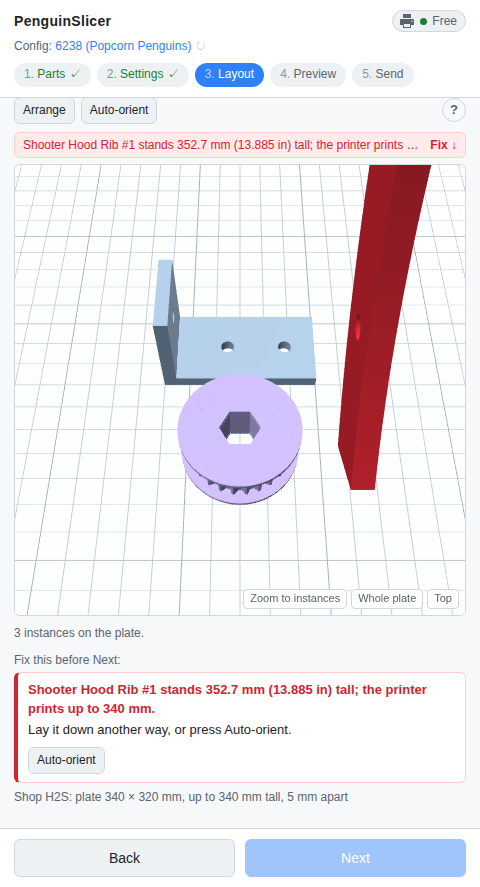 PenguinSlicer
Free
Config: 6238 (Popcorn Penguins)
1. Parts ✓
2. Settings ✓
3. Layout
4. Preview
5. Send
Arrange
Auto-orient
?
Shooter Hood Rib #1 stands 352.7 mm (13.885 in) tall; the printer prints … Fix ↓
Zoom to instances
Whole plate
Top
3 instances on the plate.
Fix this before Next:
Shooter Hood Rib #1 stands 352.7 mm (13.885 in) tall; the printer
prints up to 340 mm.
Lay it down another way, or press Auto-orient.
Auto-orient
Shop H2S: plate 340 × 320 mm, up to 340 mm tall, 5 mm apart
Back
Next